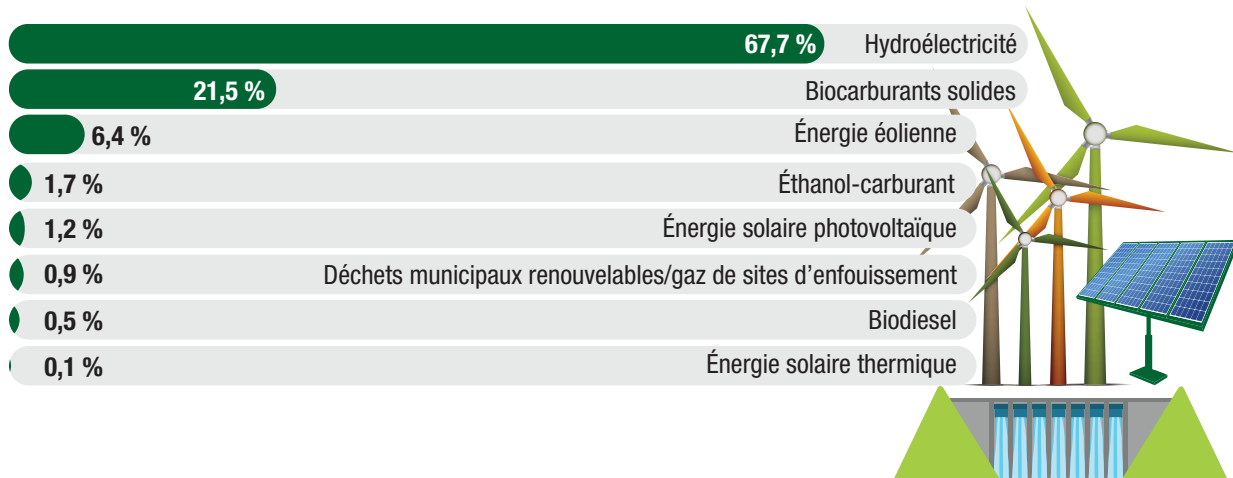 67,7 % Hydroélectricité
21,5 % Biocarburants solides
6,4 % Énergie éolienne
1,7 % Éthanol-carburant
1,2 % Énergie solaire photovoltaïque
0,9 % Déchets municipaux renouvelables/gaz de sites d’enfouissement
0,5 % Biodiesel
0,1 % Énergie solaire thermique